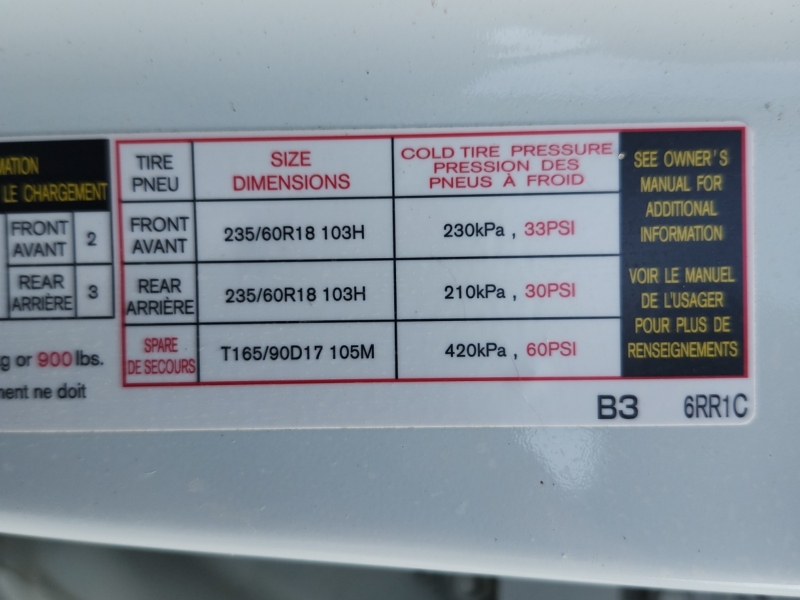 MATION
LE CHARGEMENT
FRONT
AVANT
2
REAR
ARRIÈRE
3
g or 900 lbs.
ment ne doit
TIRE
PNEU
SIZE
DIMENSIONS
COLD TIRE PRESSURE
PRESSION DES
PNEUS À FROID
FRONT
AVANT
235/60R18 103H
230kPa , 33PSI
REAR
ARRIÈRE
235/60R18 103H
210kPa , 30PSI
SPARE
DE SECOURS
T165/90D17 105M
420kPa , 60PSI
SEE OWNER'S
MANUAL FOR
ADDITIONAL
INFORMATION
VOIR LE MANUEL
DE L'USAGER
POUR PLUS DE
RENSEIGNEMENTS
B3 6RR1C